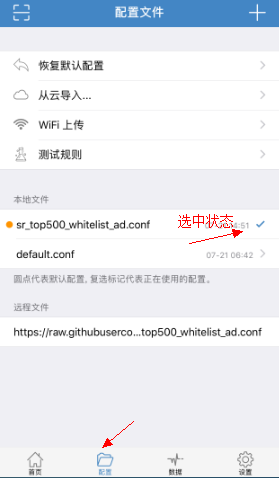 配置文件
恢复默认配置
从云导入...
WiFi 上传
测试规则
本地文件
sr_top500_whitelist_ad.conf
选中状态
4:51
default.conf 07-21 06:42
圆点代表默认配置, 复选标记代表正在使用的配置。
远程文件
https://raw.githubuserco...top500_whitelist_ad.conf
首页 配置 数据 设置